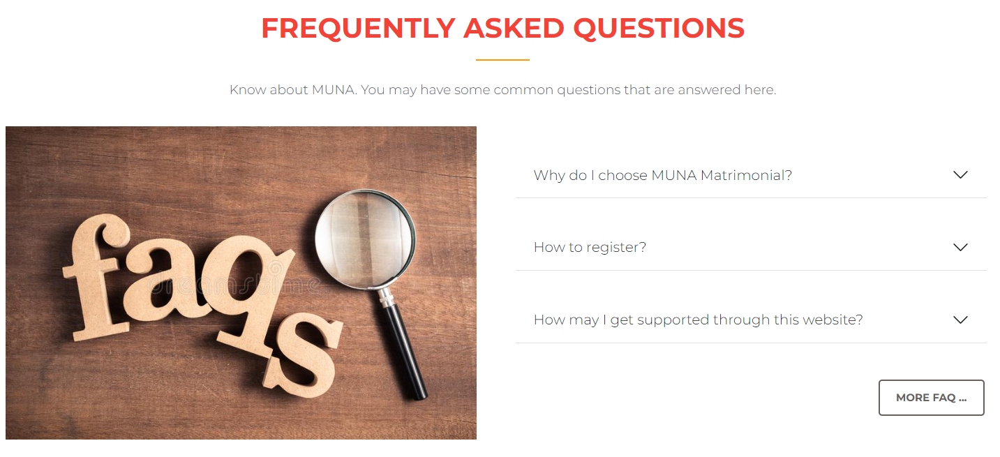 FREQUENTLY ASKED QUESTIONS
Know about MUNA. You may have some common questions that are answered here.
faqs
dreamstime
Why do I choose MUNA Matrimonial?
How to register?
How may I get supported through this website?
MORE FAQ ...